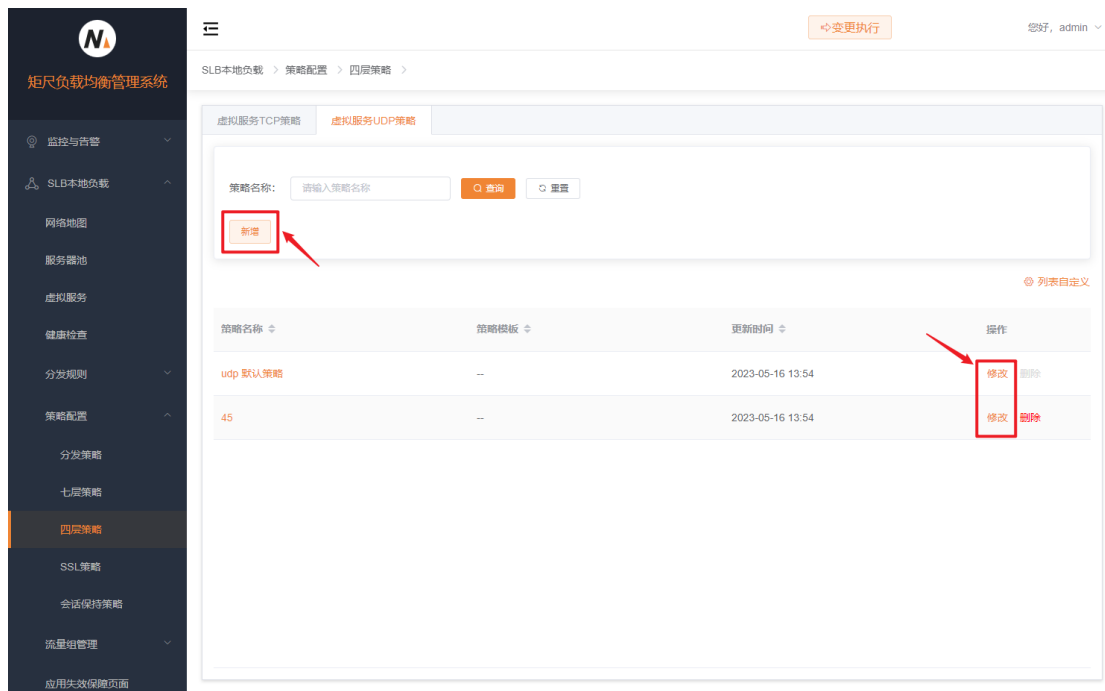 变更执行
您好，admin
矩尺负载均衡管理系统
SLB本地负载 > 策略配置 > 四层策略 >
虚拟服务TCP策略 虚拟服务UDP策略
监控与告警
SLB本地负载
网络地图
服务器池
虚拟服务
健康检查
分发规则
策略配置
分发策略
七层策略
四层策略
SSL策略
会话保持策略
流量组管理
应用失效保障页面
策略名称： 请输入策略名称 查询 重置
新增
列表自定义
策略名称 策略模板 更新时间 操作
udp 默认策略 -- 2023-05-16 13:54 修改 删除
45 -- 2023-05-16 13:54 修改 删除